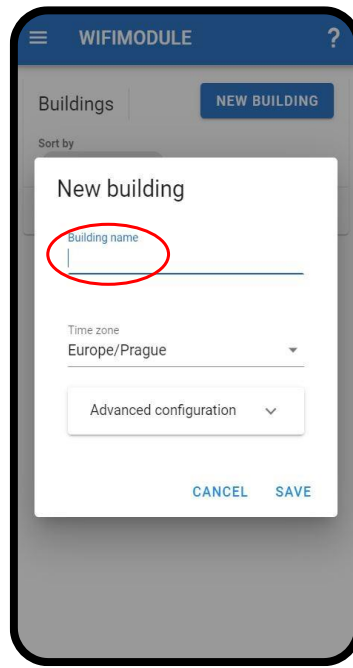 WIFIMODULE ?
Buildings NEW BUILDING
Sort by
New building
Building name
Time zone
Europe/Prague
Advanced configuration
CANCEL SAVE